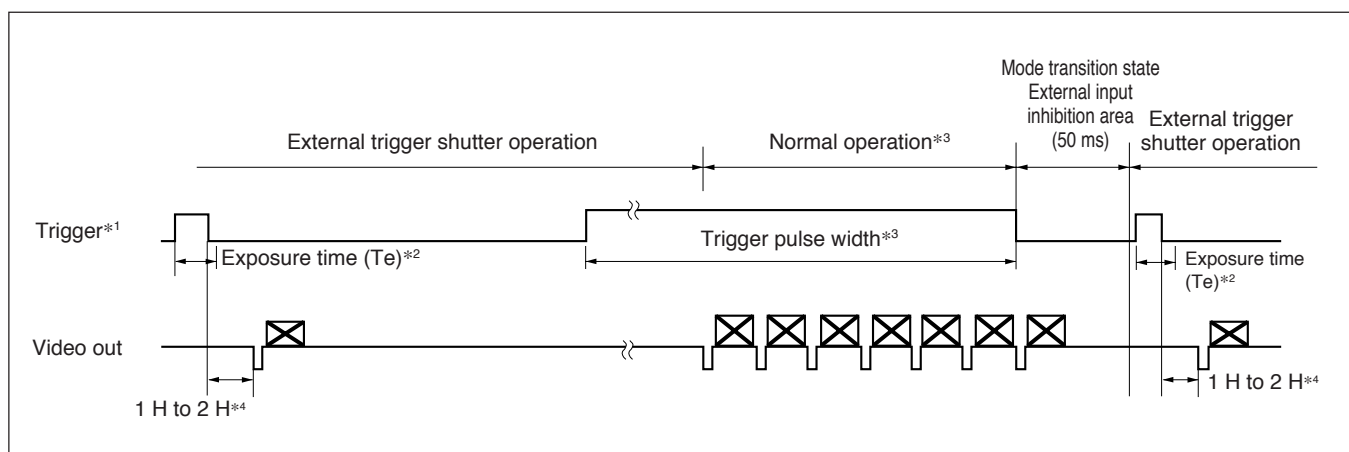 Mode transition state
External input
inhibition area
(50 ms)
External trigger shutter operation
Normal operation*3
External trigger
shutter operation
Trigger*1
Exposure time (Te)*2
Trigger pulse width*3
Exposure time
(Te)*2
Video out
1 H to 2 H*4
1 H to 2 H*4